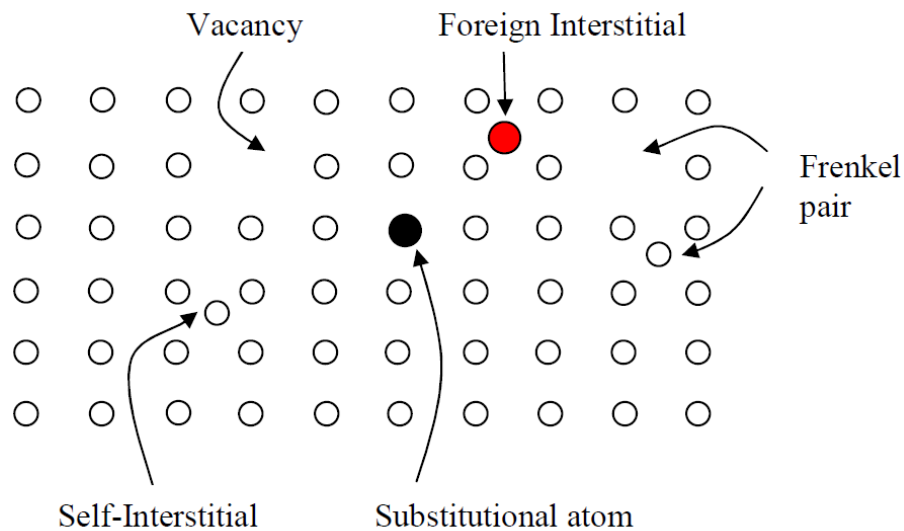 Vacancy
Foreign Interstitial
Frenkel
pair
Self-Interstitial
Substitutional atom